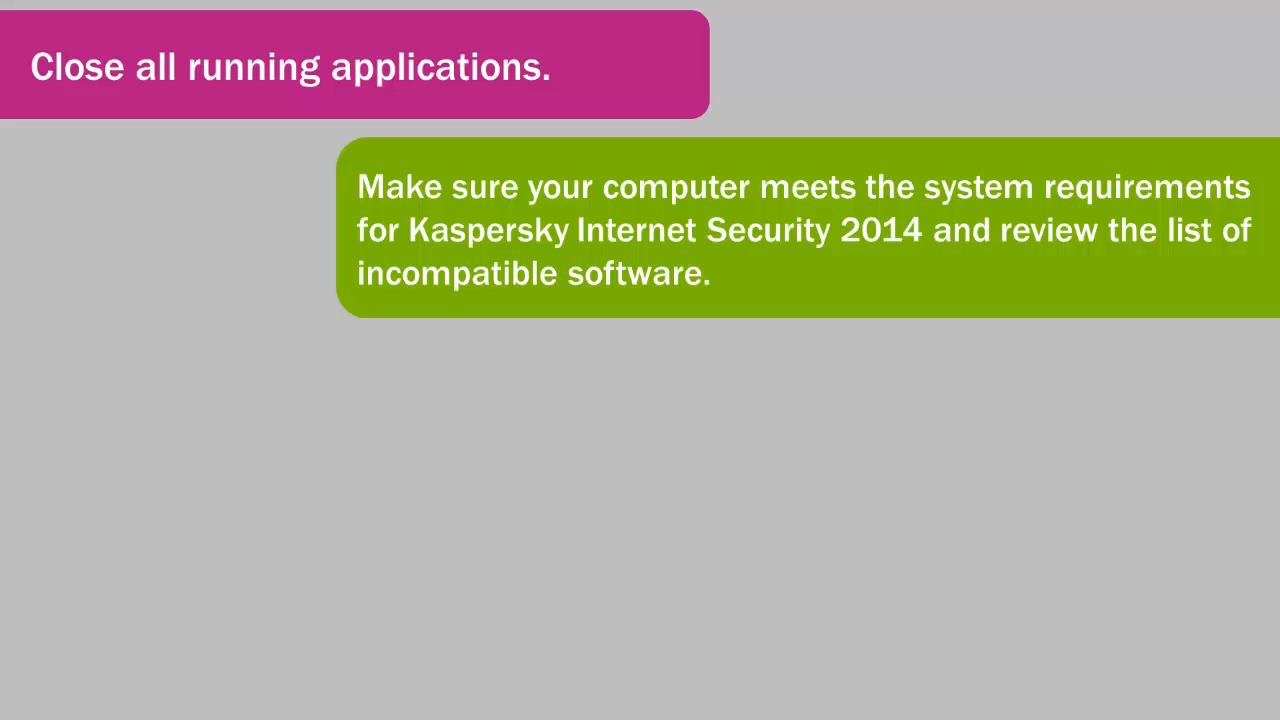 Close all running applications.
Make sure your computer meets the system requirements
for Kaspersky Internet Security 2014 and review the list of
incompatible software.